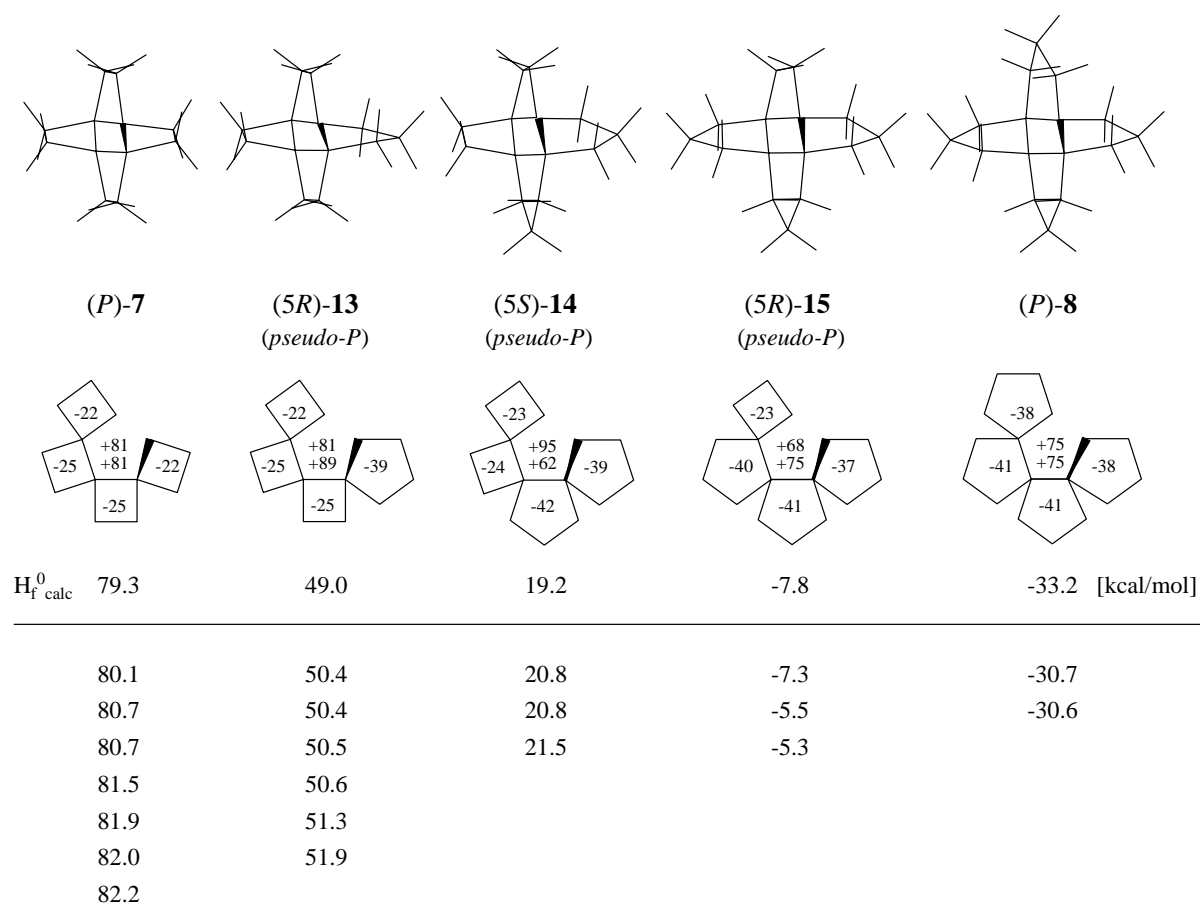 (P)-7 (5R)-13 (5S)-14 (5R)-15 (P)-8
(pseudo-P) (pseudo-P) (pseudo-P)
-22 -22 -23 -23 -38
+81 +81 +95 +68 +75
-25 +81 -22 -25 +89 -39 -24 +62 -39 -40 +75 -37 -41 +75 -38
-25 -25 -42 -41 -41
H_f^0 calc 79.3 49.0 19.2 -7.8 -33.2 [kcal/mol]
80.1 50.4 20.8 -7.3 -30.7
80.7 50.4 20.8 -5.5 -30.6
80.7 50.5 21.5 -5.3
81.5 50.6
81.9 51.3
82.0 51.9
82.2